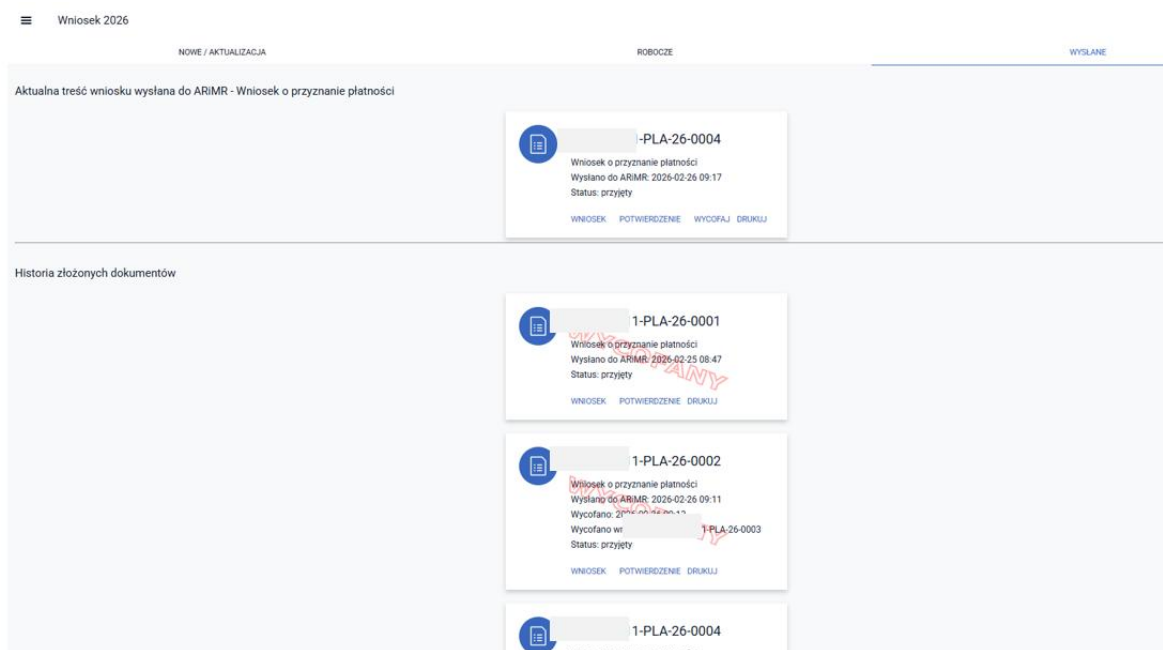 Wniosek 2026
NOWE / AKTUALIZACJA
ROBOCZE
WYSŁANE
Aktualna treść wniosku wysłana do ARiMR - Wniosek o przyznanie płatności
-PLA-26-0004
Wniosek o przyznanie płatności
Wysłano do ARiMR: 2026-02-26 09:17
Status: przyjęty
WNIOSEK POTWIERDZENIE WYCOFAJ DRUKUJ
Historia złożonych dokumentów
1-PLA-26-0001
Wniosek o przyznanie płatności
Wysłano do ARiMR: 2026-02-25 08:47
Status: przyjęty
WYCOFANY
WNIOSEK POTWIERDZENIE DRUKUJ
1-PLA-26-0002
Wniosek o przyznanie płatności
Wysłano do ARiMR: 2026-02-26 09:11
Wycofano:
Wycofano 1-PLA-26-0003
Status: przyjęty
WYCOFANY
WNIOSEK POTWIERDZENIE DRUKUJ
1-PLA-26-0004